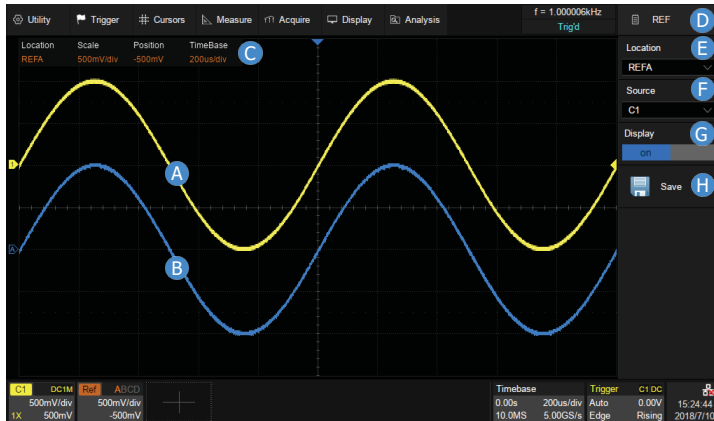 Utility Trigger Cursors Measure Acquire Display Analysis f = 1.000006kHz REF D
Trig'd
Location Scale Position TimeBase C
REFA 500mV/div -500mV 200us/div
Location E
REFA
Source F
C1
Display G
on
Save H
1
A
A
B
C1 DC1M Ref ABCD
500mV/div 500mV/div
1X 500mV -500mV
Timebase Trigger C1 DC
0.00s 200us/div Auto 0.00V 15:24:44
10.0MS 5.00GS/s Edge Rising 2018/7/10